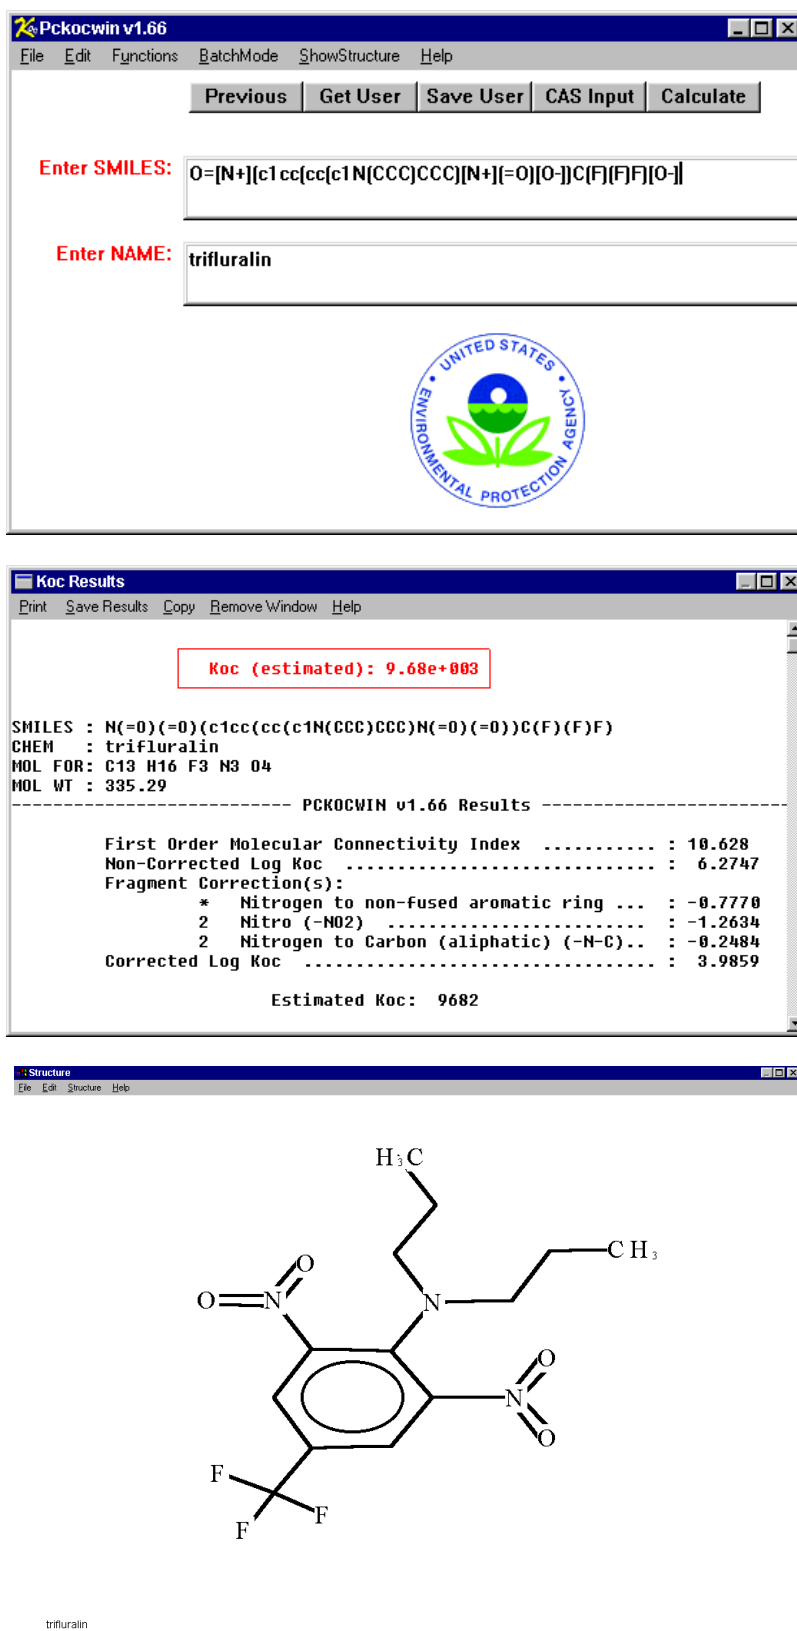 Pckocwin v1.66
File Edit Functions BatchMode ShowStructure Help
Previous Get User Save User CAS Input Calculate
Enter SMILES: O=[N+](c1cc(cc(c1N(CCC)CCC)[N+](=O)[O-])C(F)(F)F)[O-]
Enter NAME: trifluralin
UNITED STATES • ENVIRONMENTAL PROTECTION AGENCY •
Koc Results
Print Save Results Copy Remove Window Help
Koc (estimated): 9.68e+003
SMILES : N(=O)(=O)(c1cc(cc(c1N(CCC)CCC)N(=O)(=O))C(F)(F)F)
CHEM   : trifluralin
MOL FOR: C13 H16 F3 N3 O4
MOL WT : 335.29
--------------------------- PCKOCWIN v1.66 Results ------------------------
First Order Molecular Connectivity Index ........... : 10.628
Non-Corrected Log Koc .............................. : 6.2747
Fragment Correction(s):
* Nitrogen to non-fused aromatic ring ... : -0.7770
2 Nitro (-NO2) ......................... : -1.2634
2 Nitrogen to Carbon (aliphatic) (-N-C).. : -0.2484
Corrected Log Koc .................................. : 3.9859
Estimated Koc: 9682
Structure
File Edit Structure Help
H3C
CH3
O
O N
N
O
N
O
F
F
F
trifluralin